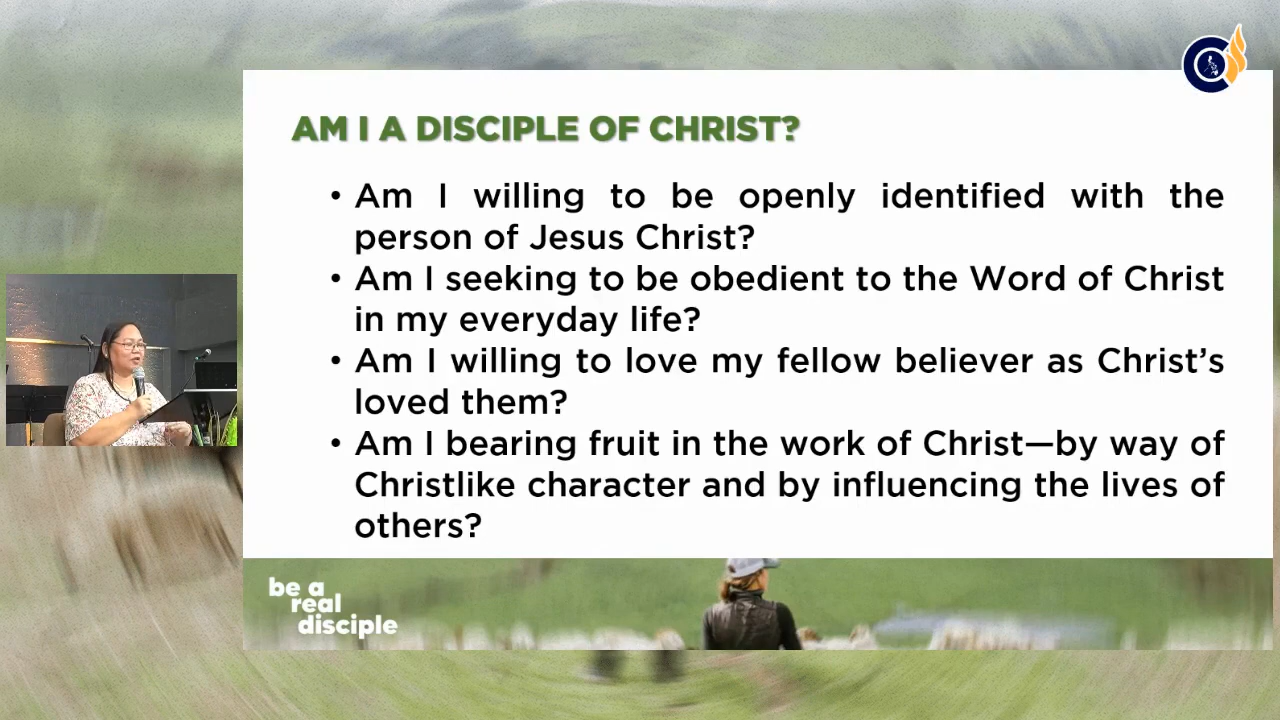 AM I A DISCIPLE OF CHRIST?
• Am I willing to be openly identified with the
person of Jesus Christ?
• Am I seeking to be obedient to the Word of Christ
in my everyday life?
• Am I willing to love my fellow believer as Christ’s
loved them?
• Am I bearing fruit in the work of Christ—by way of
Christlike character and by influencing the lives of
others?
be a
real
disciple